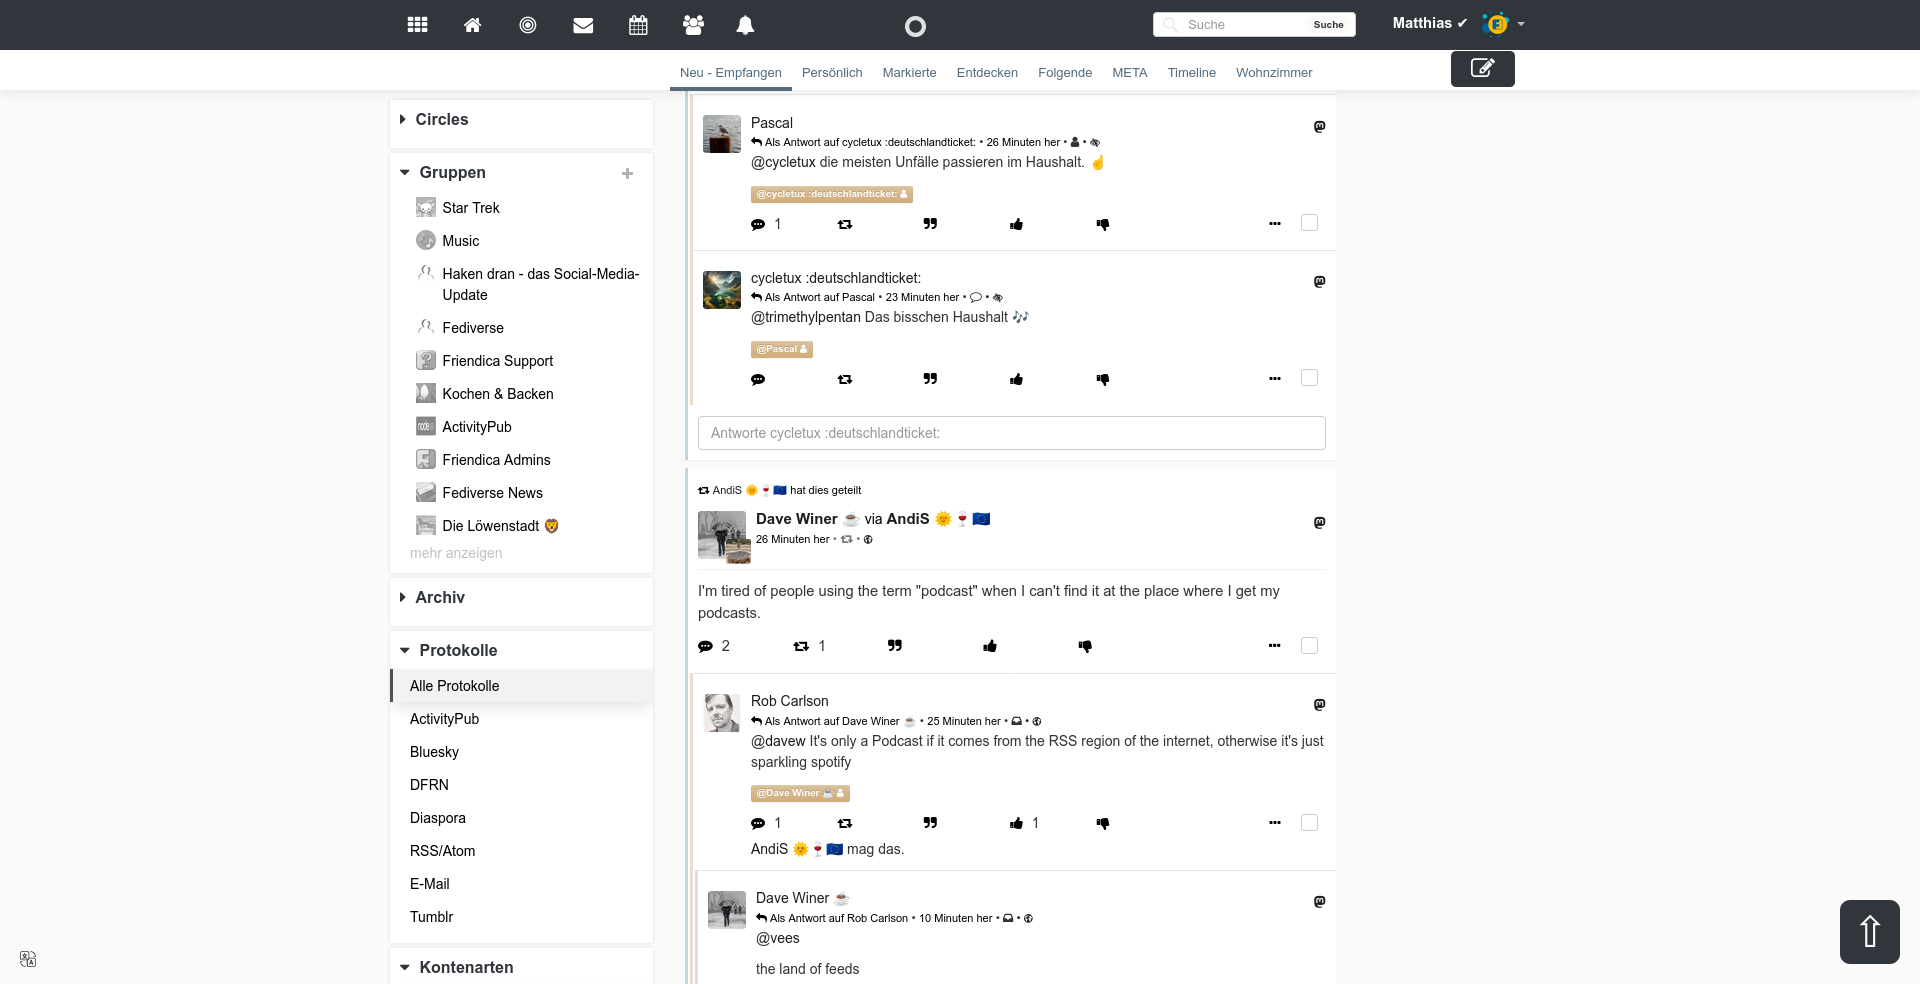 Suche
Suche
Matthias ✔
Neu - Empfangen
Persönlich
Markierte
Entdecken
Folgende
META
Timeline
Wohnzimmer
Circles
Gruppen
Star Trek
Music
Haken dran - das Social-Media-
Update
Fediverse
Friendica Support
Kochen & Backen
ActivityPub
Friendica Admins
Fediverse News
Die Löwenstadt 🦁
mehr anzeigen
Archiv
Protokolle
Alle Protokolle
ActivityPub
Bluesky
DFRN
Diaspora
RSS/Atom
E-Mail
Tumblr
Kontenarten
Pascal
Als Antwort auf cycletux :deutschlandticket: • 26 Minuten her •
@cycletux die meisten Unfälle passieren im Haushalt. ☝️
@cycletux :deutschlandticket:
1
cycletux :deutschlandticket:
Als Antwort auf Pascal • 23 Minuten her •
@trimethylpentan Das bisschen Haushalt 🎶
@Pascal
Antworte cycletux :deutschlandticket:
AndiS 🌞🍷🇪🇺 hat dies geteilt
Dave Winer ☕ via AndiS 🌞🍷🇪🇺
26 Minuten her •
I'm tired of people using the term "podcast" when I can't find it at the place where I get my
podcasts.
2 1
Rob Carlson
Als Antwort auf Dave Winer ☕ • 25 Minuten her •
@davew It's only a Podcast if it comes from the RSS region of the internet, otherwise it's just
sparkling spotify
@Dave Winer ☕
1 1
AndiS 🌞🍷🇪🇺 mag das.
Dave Winer ☕
Als Antwort auf Rob Carlson • 10 Minuten her •
@vees
the land of feeds